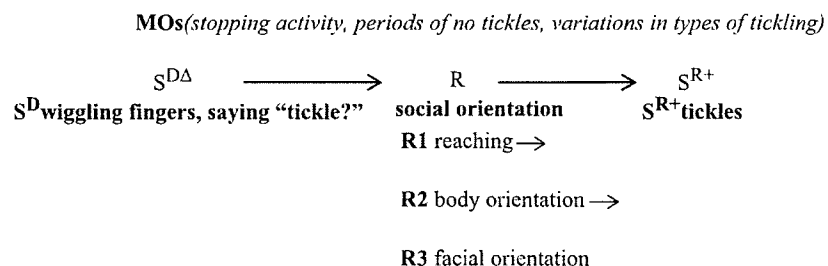 MOs(stopping activity, periods of no tickles, variations in types of tickling)
SDΔ → R → SR+
SDwiggling fingers, saying “tickle?” social orientation SR+tickles
R1 reaching→
R2 body orientation→
R3 facial orientation